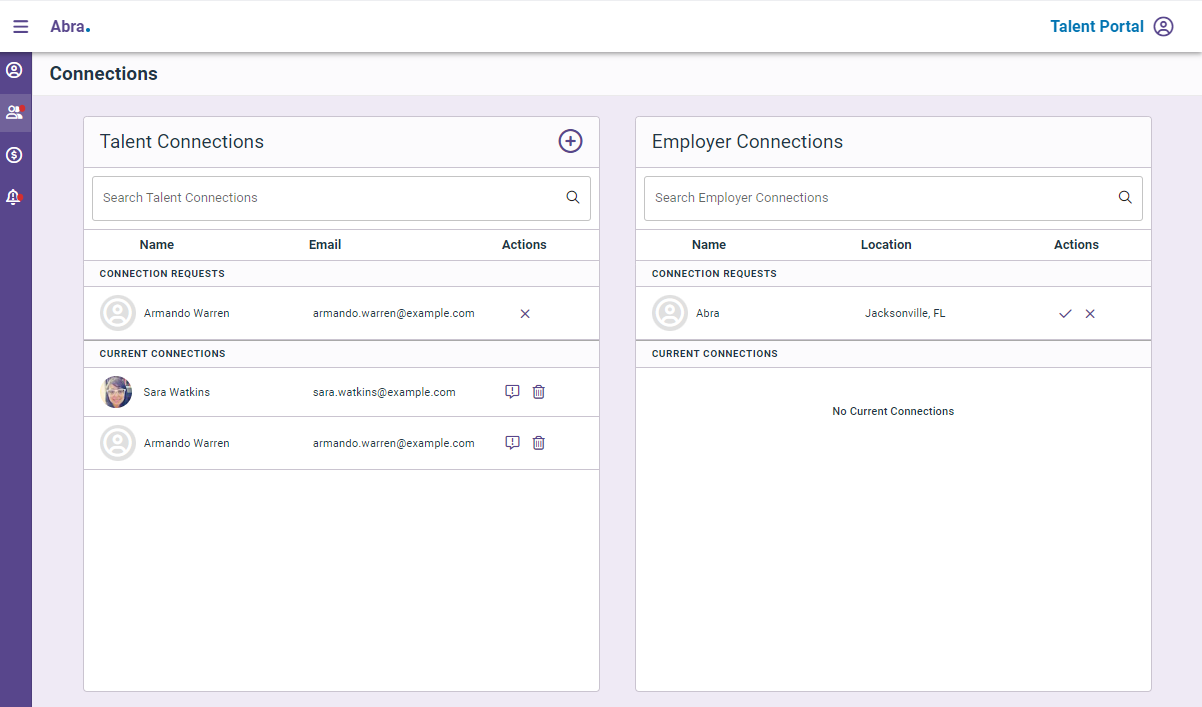 Abra.
Talent Portal
Connections
Talent Connections
Search Talent Connections
Name Email Actions
CONNECTION REQUESTS
Armando Warren armando.warren@example.com
CURRENT CONNECTIONS
Sara Watkins sara.watkins@example.com
Armando Warren armando.warren@example.com
Employer Connections
Search Employer Connections
Name Location Actions
CONNECTION REQUESTS
Abra Jacksonville, FL
CURRENT CONNECTIONS
No Current Connections